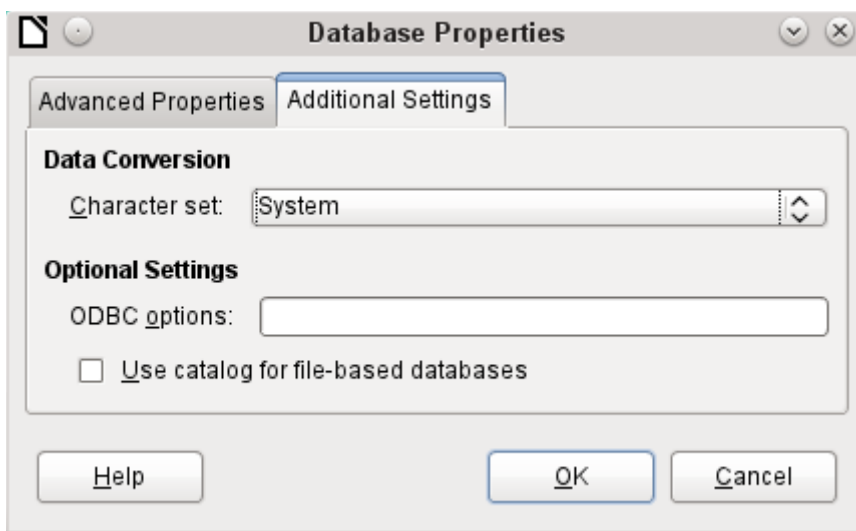 Database Properties
Advanced Properties Additional Settings
Data Conversion
Character set: System
Optional Settings
ODBC options:
Use catalog for file-based databases
Help OK Cancel